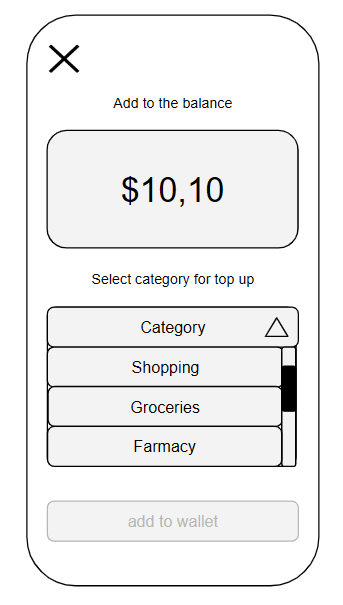 Add to the balance
$10,10
Select category for top up
Category
Shopping
Groceries
Farmacy
add to wallet